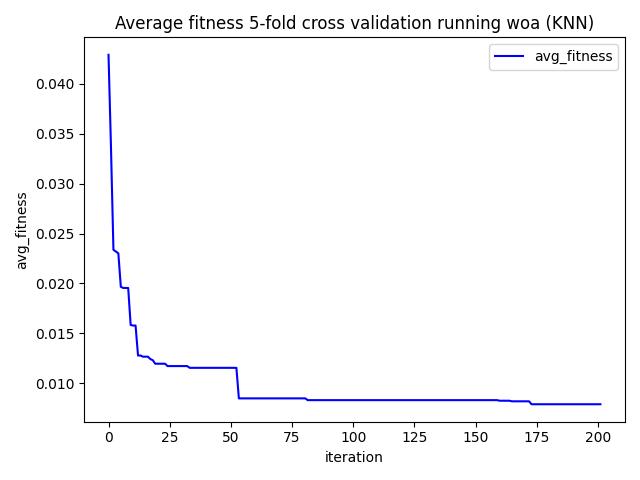 Average fitness 5-fold cross validation running woa (KNN)
avg_fitness
0.040
0.035
0.030
0.025
0.020
0.015
0.010
avg_fitness
0 25 50 75 100 125 150 175 200
iteration